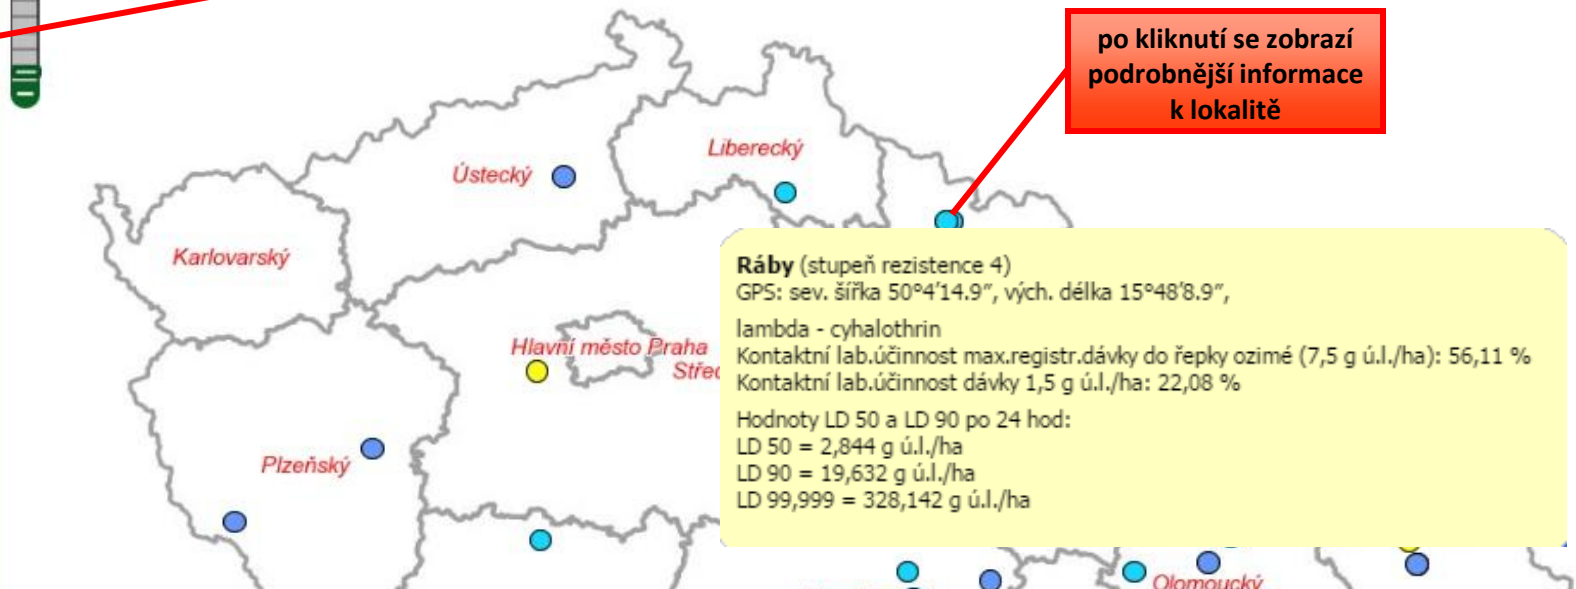 po kliknutí se zobrazí
podrobnější informace
k lokalitě
Liberecký
Ústecký
Karlovarský
Hlavní město Praha
Střed
Plzeňský
Olomoucký
Ráby (stupeň rezistence 4)
GPS: sev. šířka 50°4'14.9", vých. délka 15°48'8.9",
lambda - cyhalothrin
Kontaktní lab.účinnost max.registr.dávky do řepky ozimé (7,5 g ú.l./ha): 56,11 %
Kontaktní lab.účinnost dávky 1,5 g ú.l./ha: 22,08 %
Hodnoty LD 50 a LD 90 po 24 hod:
LD 50 = 2,844 g ú.l./ha
LD 90 = 19,632 g ú.l./ha
LD 99,999 = 328,142 g ú.l./ha